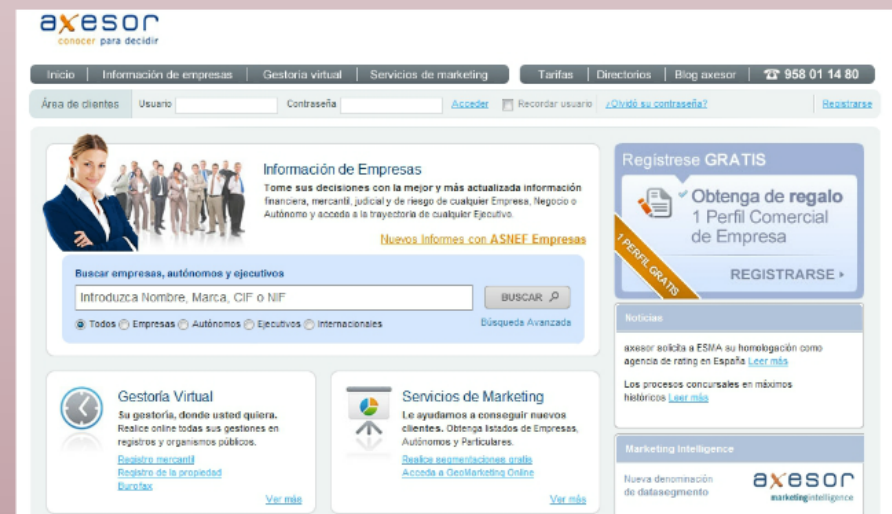 axesor
conocer para decidir
Inicio | Información de empresas | Gestoría virtual | Servicios de marketing
Tarifas | Directorios | Blog axesor | ☎ 958 01 14 80
Área de clientes Usuario Contraseña Acceder Recordar usuario ¿Olvidó su contraseña? Registrarse
Información de Empresas
Tome sus decisiones con la mejor y más actualizada información
financiera, mercantil, judicial y de riesgo de cualquier Empresa, Negocio o
Autónomo y acceda a la trayectoria de cualquier Ejecutivo.
Nuevos Informes con ASNEF Empresas
Buscar empresas, autónomos y ejecutivos
Introduzca Nombre, Marca, CIF o NIF
BUSCAR
Todos Empresas Autónomos Ejecutivos Internacionales
Búsqueda Avanzada
Regístrese GRATIS
Obtenga de regalo
1 Perfil Comercial
de Empresa
1 PERFIL GRATIS
REGISTRARSE
Noticias
axesor solicita a ESMA su homologación como
agencia de rating en España Leer más
Los procesos concursales en máximos
históricos Leer más
Gestoría Virtual
Su gestoría, donde usted quiera.
Realice online todas sus gestiones en
registros y organismos públicos.
Registro mercantil
Registro de la propiedad
Burofax
Ver más
Servicios de Marketing
Le ayudamos a conseguir nuevos
clientes. Obtenga listados de Empresas,
Autónomos y Particulares.
Realice segmentaciones gratis
Acceda a GeoMarketing Online
Ver más
Marketing Intelligence
Nueva denominación
de datasegmento
axesor
marketingintelligence